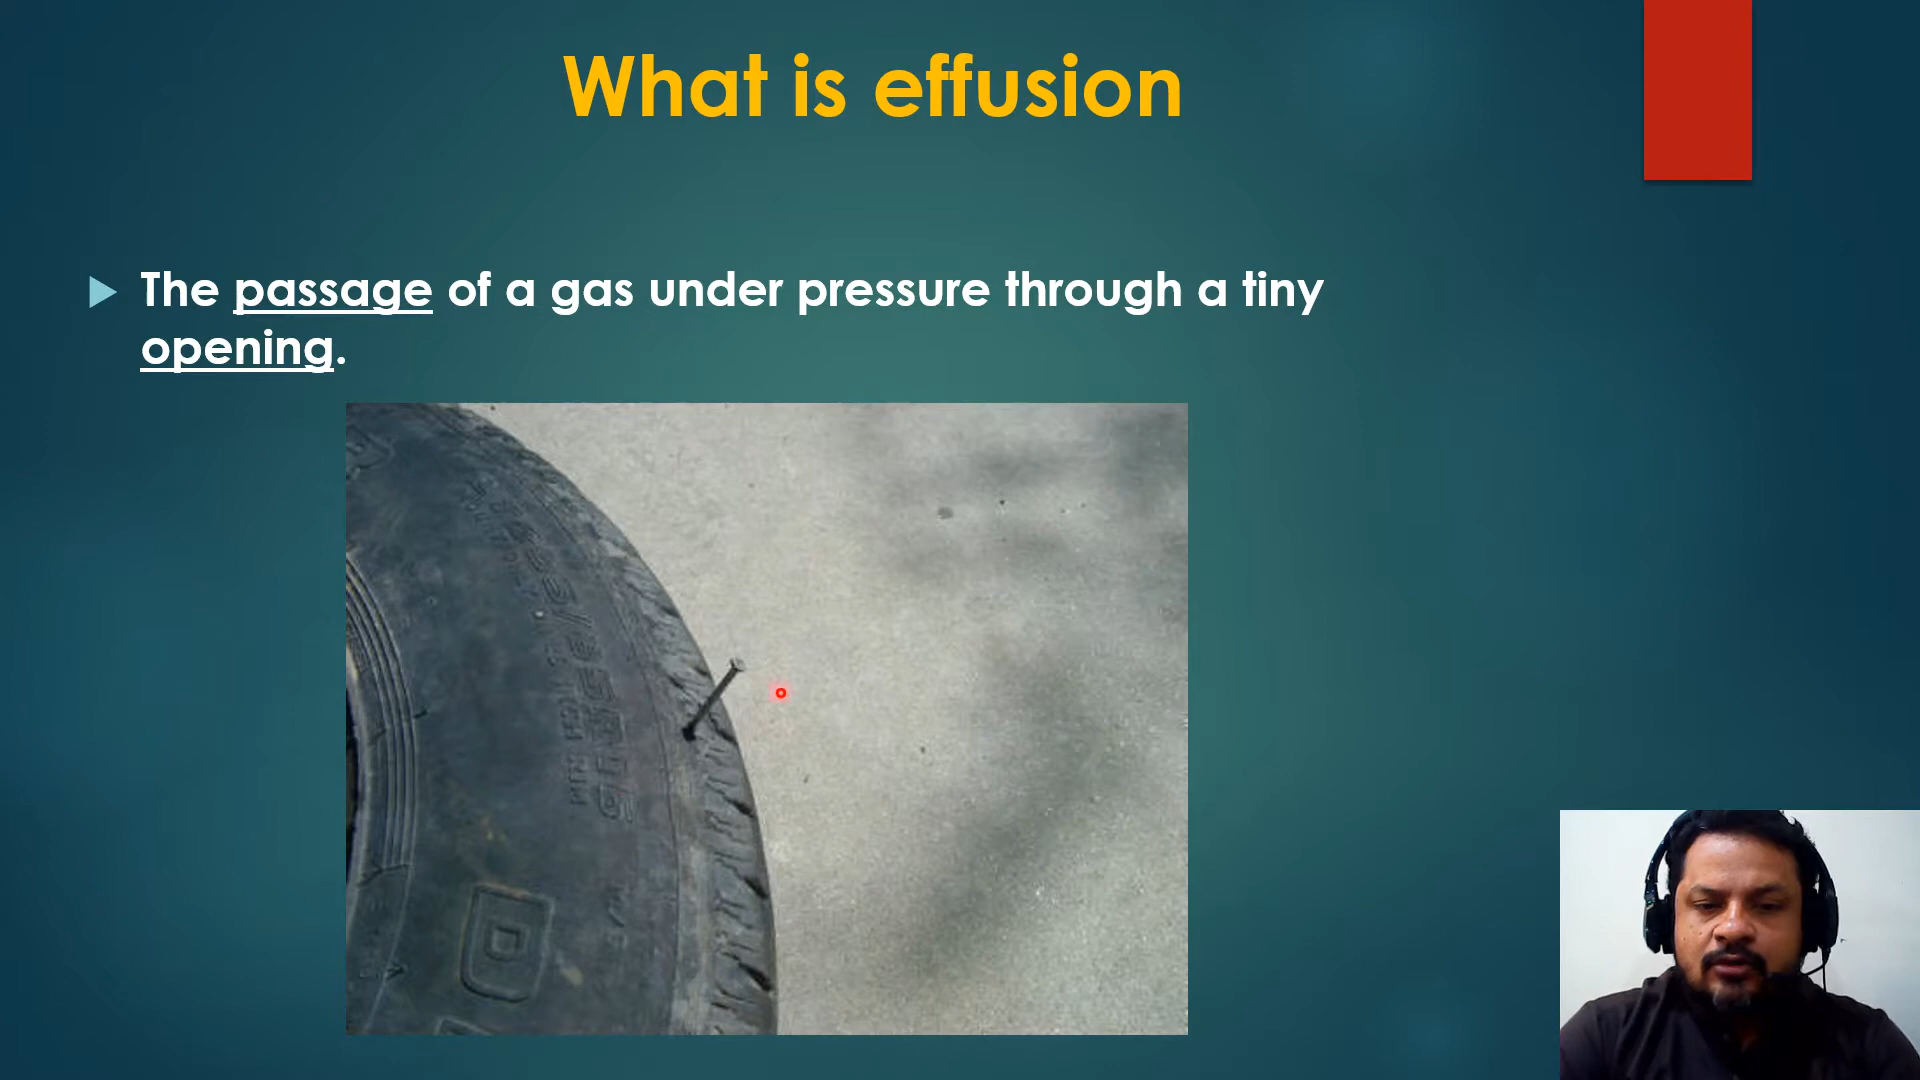 What is effusion
The passage of a gas under pressure through a tiny
opening.